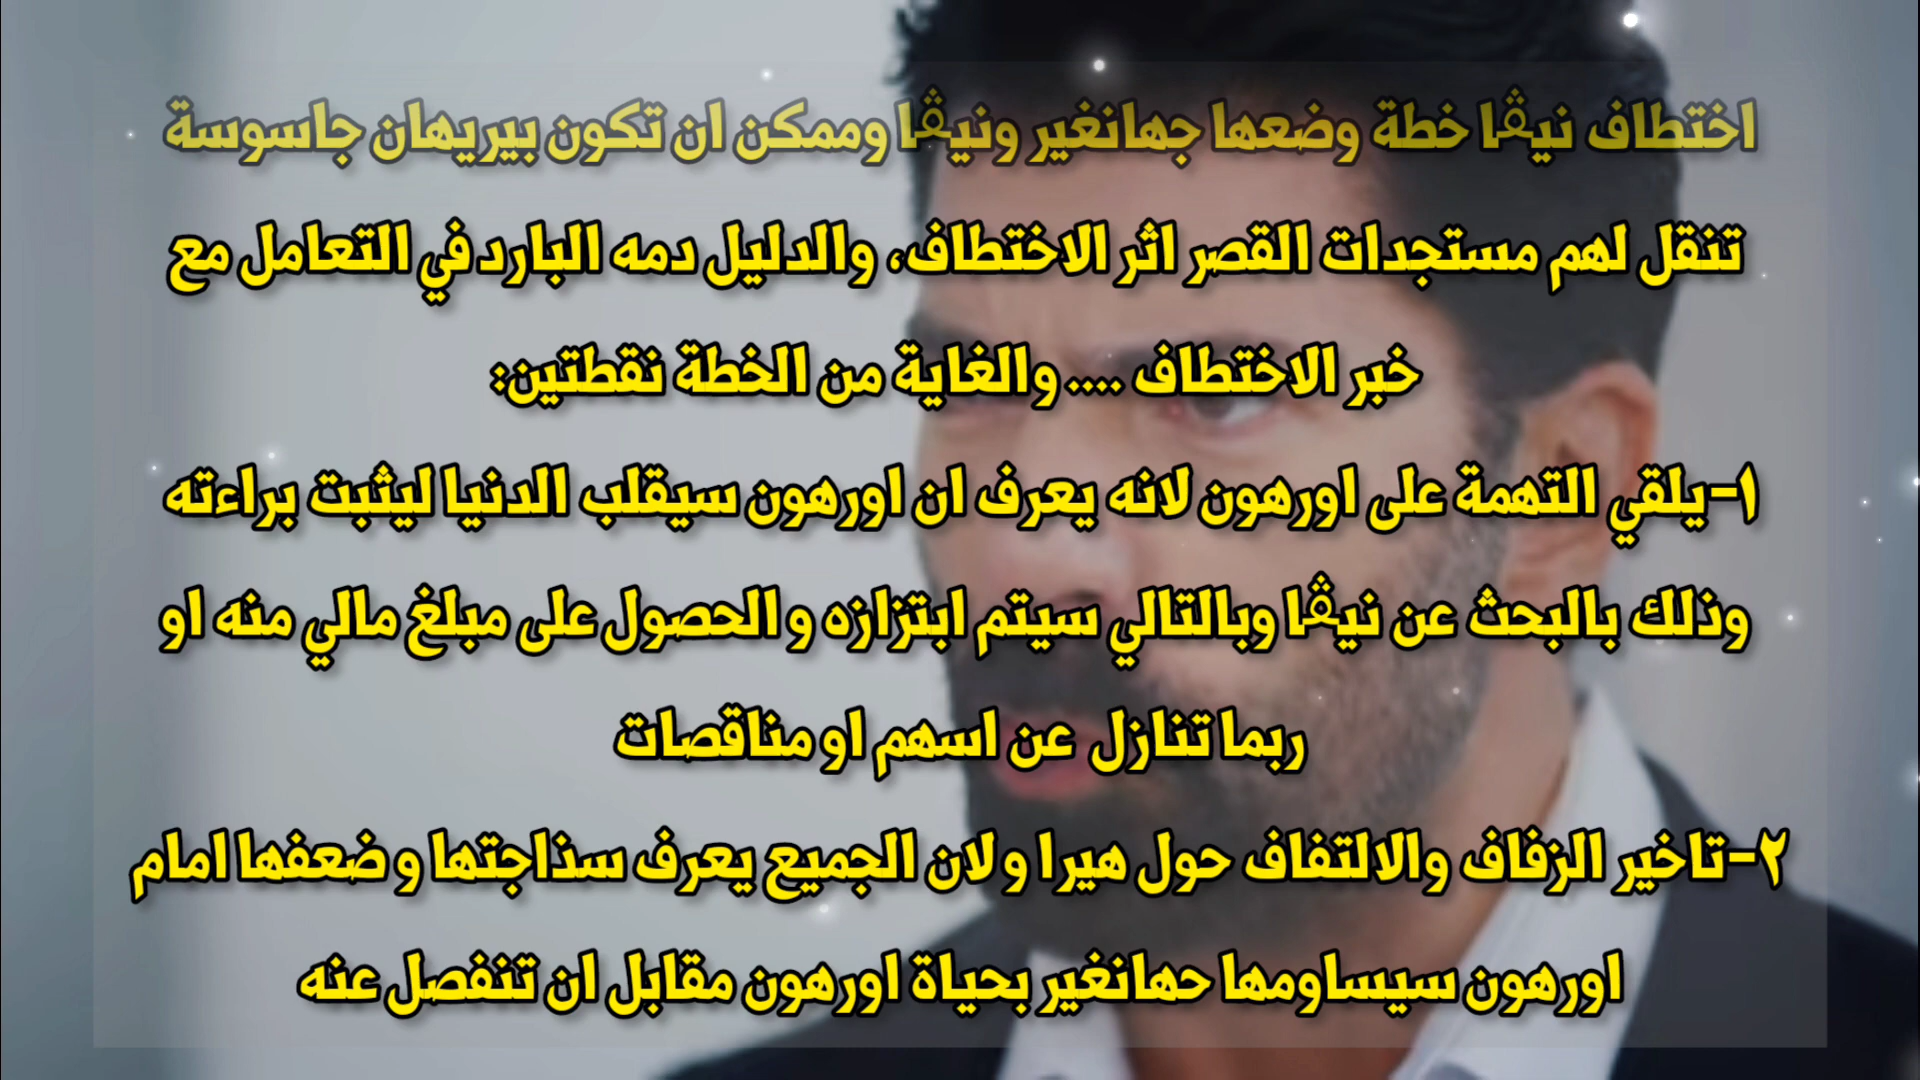 اختطاف نيڤا خطة وضعها جهانغير ونيڤا وممكن ان تكون بيريهان جاسوسة
تنقل لهم مستجدات القصر اثر الاختطاف، والدليل دمه البارد في التعامل مع
خبر الاختطاف .... والغاية من الخطة نقطتين:
١-يلقي التهمة على اورهون لانه يعرف ان اورهون سيقلب الدنيا ليثبت براءته
وذلك بالبحث عن نيڤا وبالتالي سيتم ابتزازه والحصول على مبلغ مالي منه او
ربما تنازل عن اسهم او مناقصات
٢-تاخير الزفاف والالتفاف حول هيرا ولان الجميع يعرف سذاجتها وضعفها امام
اورهون سيساومها حهانغير بحياة اورهون مقابل ان تنفصل عنه